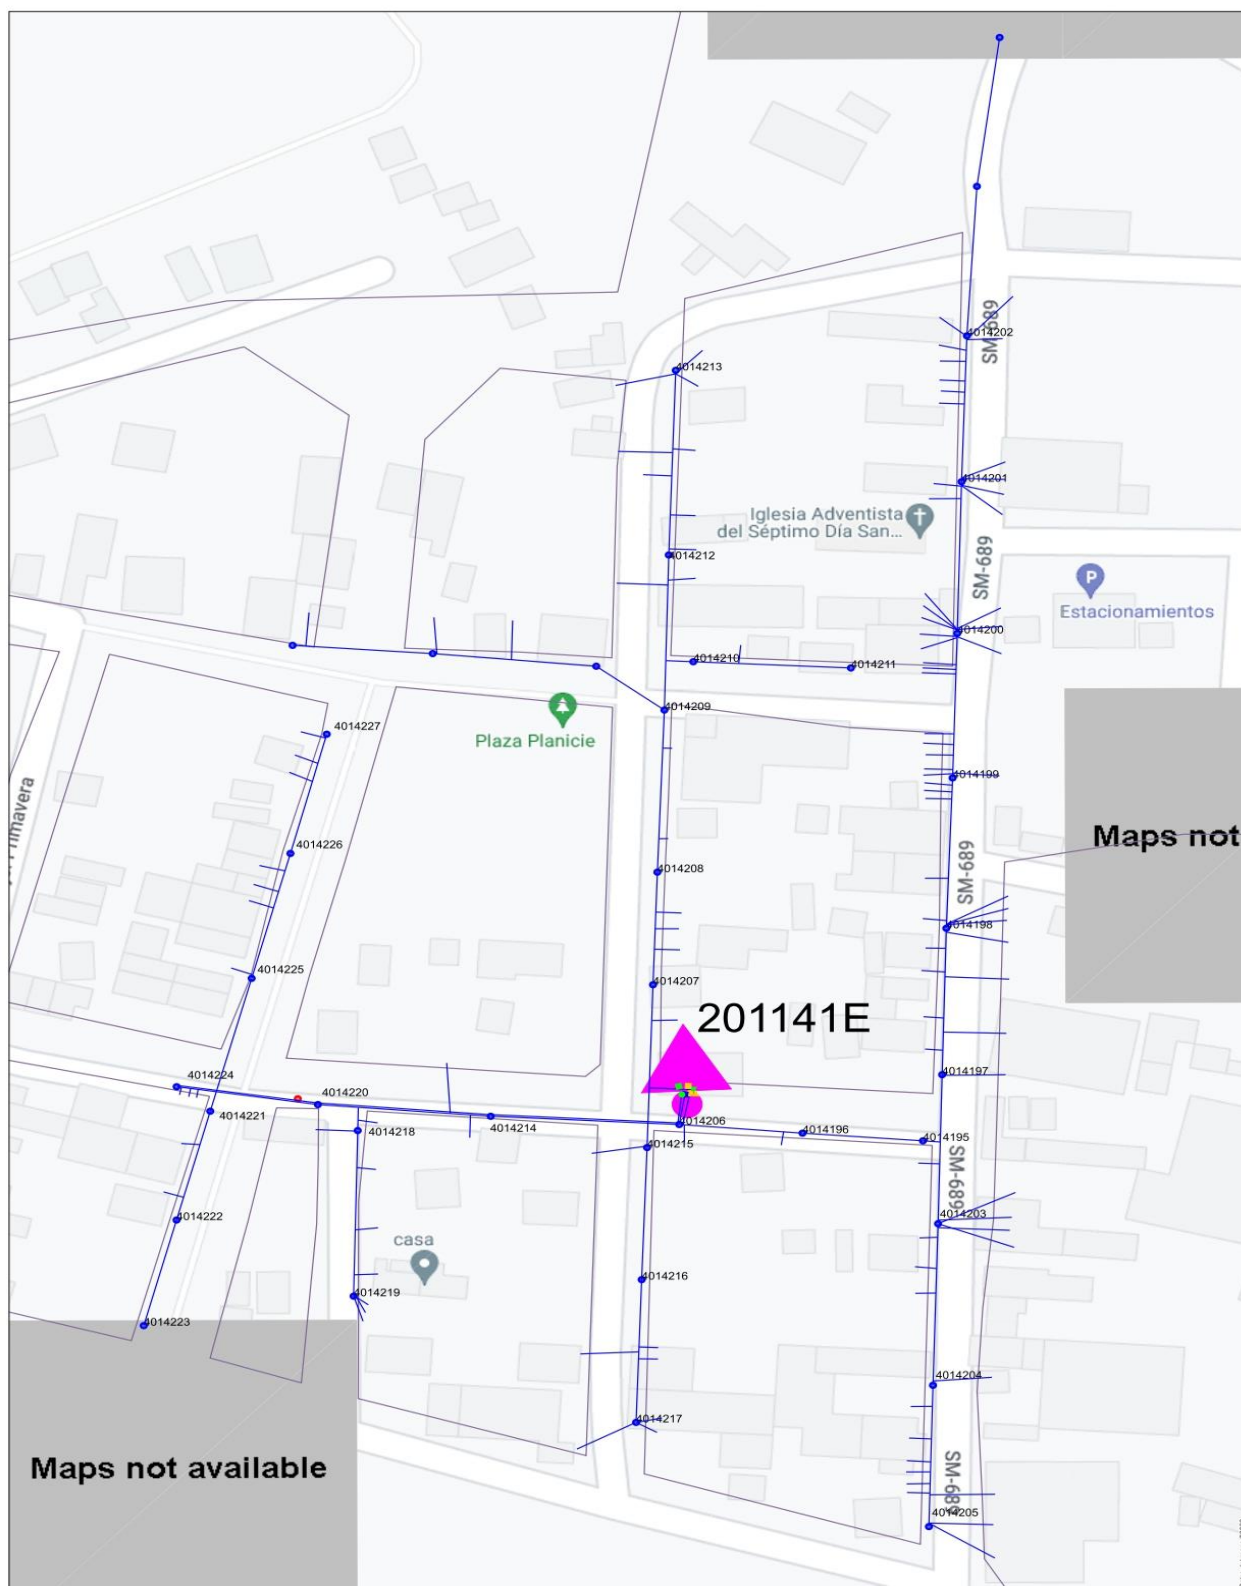 SM-689
4014202
4014213
4014201
Iglesia Adventista
del Séptimo Día San...
4014212
SM-689
P
Estacionamientos
4014200
4014210
4014211
4014209
Plaza Planicie
4014227
4014199
Maps not
4014226
4014208
SM-689
4014198
4014225
4014207
201141E
4014197
4014224
4014220
4014221
4014214
4014206
4014218
4014196
4014215
4014195
SM-689
4014222
4014203
casa
4014216
4014219
4014223
4014204
4014217
Maps not available
SM-689
4014205